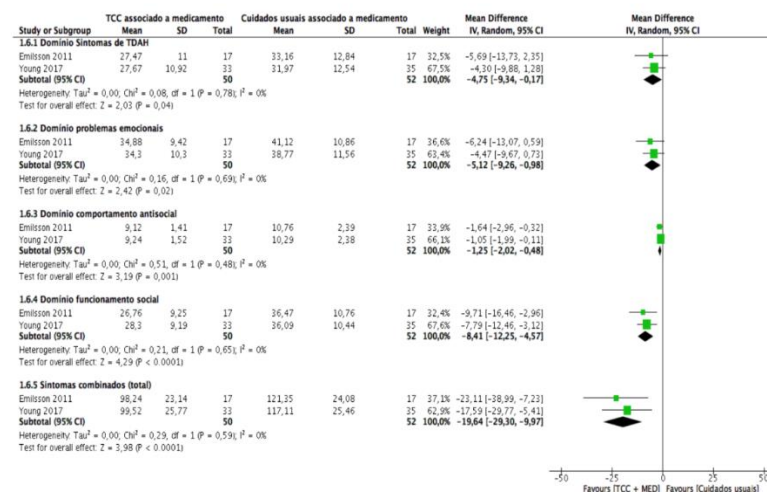 TCC associado a medicamento Cuidados usuais associado a medicamento Mean Difference Mean Difference
Study or Subgroup Mean SD Total Mean SD Total Weight IV, Random, 95% CI IV, Random, 95% CI
1.6.1 Domínio Sintomas de TDAH
Emilsson 2011 27,47 11 17 33,16 12,84 17 32,5% -5,69 [-13,73, 2,35]
Young 2017 27,67 10,92 33 31,97 12,54 35 67,5% -4,30 [-9,88, 1,28]
Subtotal (95% CI) 50 52 100,0% -4,75 [-9,34, -0,17]
Heterogeneity: Tau² = 0,00; Chi² = 0,08, df = 1 (P = 0,78); I² = 0%
Test for overall effect: Z = 2,03 (P = 0,04)
1.6.2 Domínio problemas emocionais
Emilsson 2011 34,88 9,42 17 41,12 10,86 17 36,6% -6,24 [-13,07, 0,59]
Young 2017 34,3 10,3 33 38,77 11,56 35 63,4% -4,47 [-9,67, 0,73]
Subtotal (95% CI) 50 52 100,0% -5,12 [-9,26, -0,98]
Heterogeneity: Tau² = 0,00; Chi² = 0,16, df = 1 (P = 0,69); I² = 0%
Test for overall effect: Z = 2,42 (P = 0,02)
1.6.3 Domínio comportamento antisocial
Emilsson 2011 9,12 1,41 17 10,76 2,39 17 33,9% -1,64 [-2,96, -0,32]
Young 2017 9,24 1,52 33 10,29 2,38 35 66,1% -1,05 [-1,99, -0,11]
Subtotal (95% CI) 50 52 100,0% -1,25 [-2,02, -0,48]
Heterogeneity: Tau² = 0,00; Chi² = 0,51, df = 1 (P = 0,48); I² = 0%
Test for overall effect: Z = 3,19 (P = 0,001)
1.6.4 Domínio funcionamento social
Emilsson 2011 26,76 9,25 17 36,47 10,76 17 32,4% -9,71 [-16,46, -2,96]
Young 2017 28,3 9,19 33 36,09 10,44 35 67,6% -7,79 [-12,46, -3,12]
Subtotal (95% CI) 50 52 100,0% -8,41 [-12,25, -4,57]
Heterogeneity: Tau² = 0,00; Chi² = 0,21, df = 1 (P = 0,65); I² = 0%
Test for overall effect: Z = 4,29 (P < 0.0001)
1.6.5 Sintomas combinados (total)
Emilsson 2011 98,24 23,14 17 121,35 24,08 17 37,1% -23,11 [-38,99, -7,23]
Young 2017 99,52 25,77 33 117,11 25,46 35 62,9% -17,59 [-29,77, -5,41]
Subtotal (95% CI) 50 52 100,0% -19,64 [-29,30, -9,97]
Heterogeneity: Tau² = 0,00; Chi² = 0,29, df = 1 (P = 0,59); I² = 0%
Test for overall effect: Z = 3,98 (P < 0.0001)
-50 -25 0 25 50
Favours [TCC + MED] Favours [Cuidados usuais]